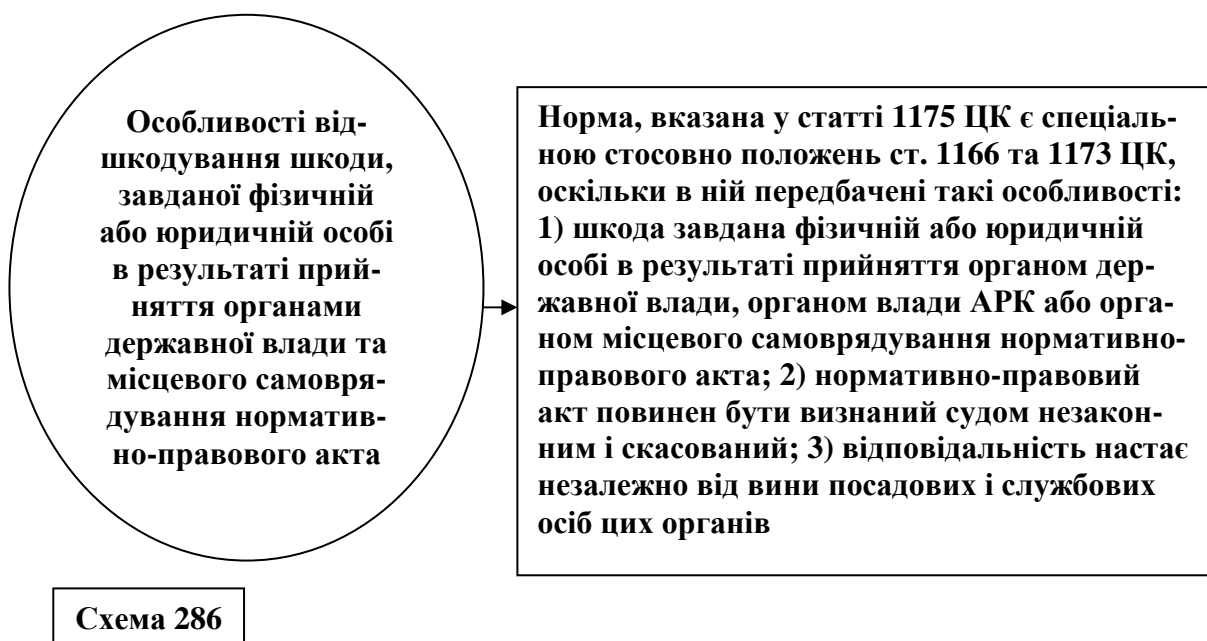 Особливості від-
шкодування шкоди,
завданої фізичній
або юридичній особі
в результаті прий-
няття органами
державної влади та
місцевого самовря-
дування норматив-
но-правового акта
Норма, вказана у статті 1175 ЦК є спеціаль-
ною стосовно положень ст. 1166 та 1173 ЦК,
оскільки в ній передбачені такі особливості:
1) шкода завдана фізичній або юридичній
особі в результаті прийняття органом дер-
жавної влади, органом влади АРК або орга-
ном місцевого самоврядування нормативно-
правового акта; 2) нормативно-правовий
акт повинен бути визнаний судом незакон-
ним і скасований; 3) відповідальність настає
незалежно від вини посадових і службових
осіб цих органів
Схема 286